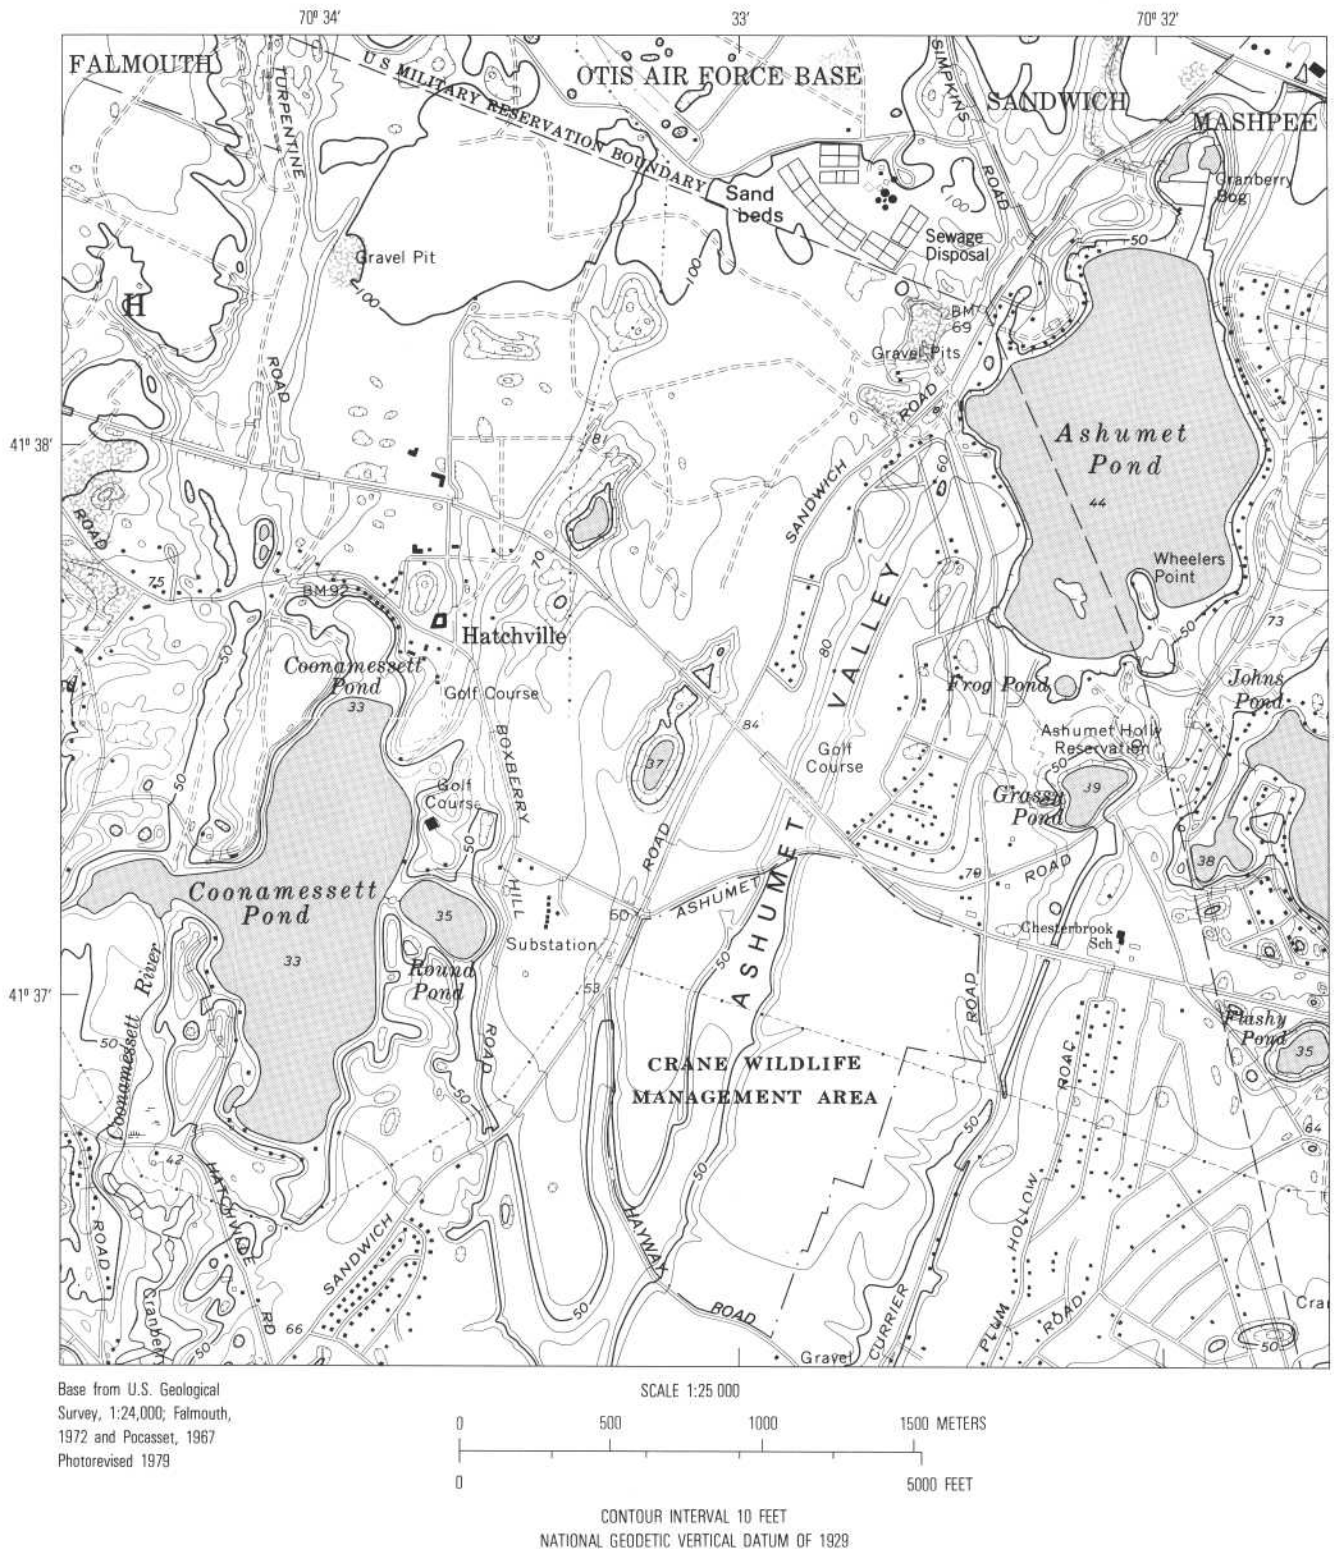 70° 34'
33'
70° 32'
FALMOUTH
TURPENTINE
U S MILITARY RESERVATION BOUNDARY
OTIS AIR FORCE BASE
SIMPKINS
SANDWICH
MASHPEE
ROAD
Sand
beds
100
Cranberry
Bog
Sewage
Disposal
50
Gravel Pit
100
100
H
BM
69
Gravel Pits
ROAD
ROAD
41° 38'
81
SANDWICH
60
Ashumet
Pond
44
ROAD
70
Wheelers
Point
75
BM 92
VALLEY
80
50
73
Hatchville
50
Coonamessett
Pond
33
Golf Course
Frog Pond
Johns
Pond
BOXBERRY
84
Golf
Course
Ashumet Holly
Reservation
50
37
39
Grassy
Pond
50
Golf
Course
50
ROAD
38
HILL
ASHUMET
79
ROAD
Coonamessett
Pond
35
60
ASHUMET
Substation
Chesterbrook
Sch
33
Round
Pond
50
53
41° 37'
ROAD
Coonamessett River
50
ROAD
ROAD
Flashy
Pond
35
CRANE WILDLIFE
MANAGEMENT AREA
50
50
64
42
HATCHVILLE
RD
50
ROAD
SANDWICH
HAYWAY
ROAD
HOLLOW
PLUM
ROAD
CURRIER
Cranberr
50
66
50
Gravel
Cra
50
Base from U.S. Geological
Survey, 1:24,000; Falmouth,
1972 and Pocasset, 1967
Photorevised 1979
SCALE 1:25 000
0 500 1000 1500 METERS
0 5000 FEET
CONTOUR INTERVAL 10 FEET
NATIONAL GEODETIC VERTICAL DATUM OF 1929